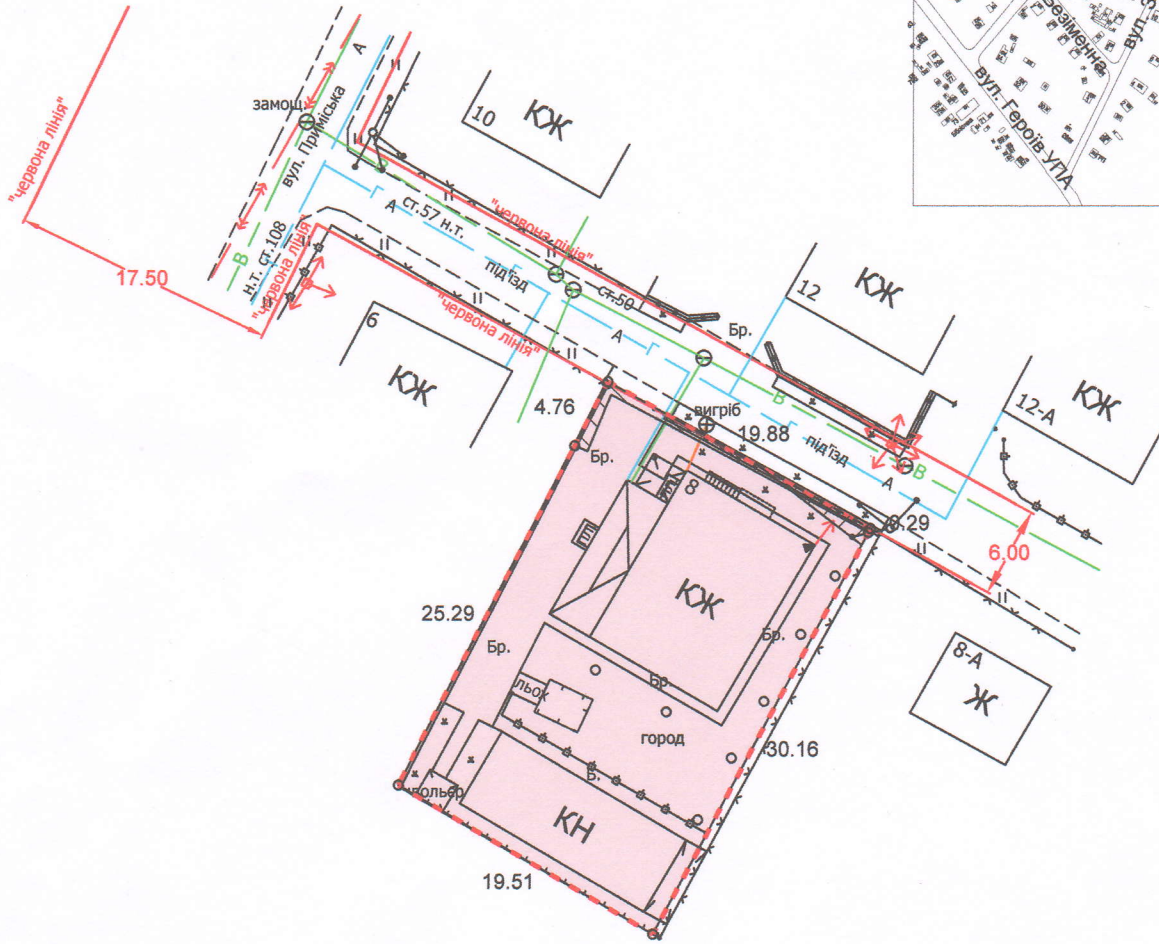 "червона лінія"
17.50
замощ.
вул. Приміська
А
В
н.т. ст.108
"червона лінія"
10
КЖ
ст.57 н.т.
А
Г
"червона лінія"
під'їзд
ст.50
"червона лінія"
А
Г
6
КЖ
12
КЖ
Бр.
12-А
КЖ
В
під'їзд
А
В
Г
4.76
вигріб
19.88
0.29
6.00
Бр.
8
КЖ
25.29
Бр.
Бр.
Бр.
льох
город
30.16
8-А
Ж
Б.
вольєр
КН
19.51
Безіменна
вул.
вул. Героїв УПА